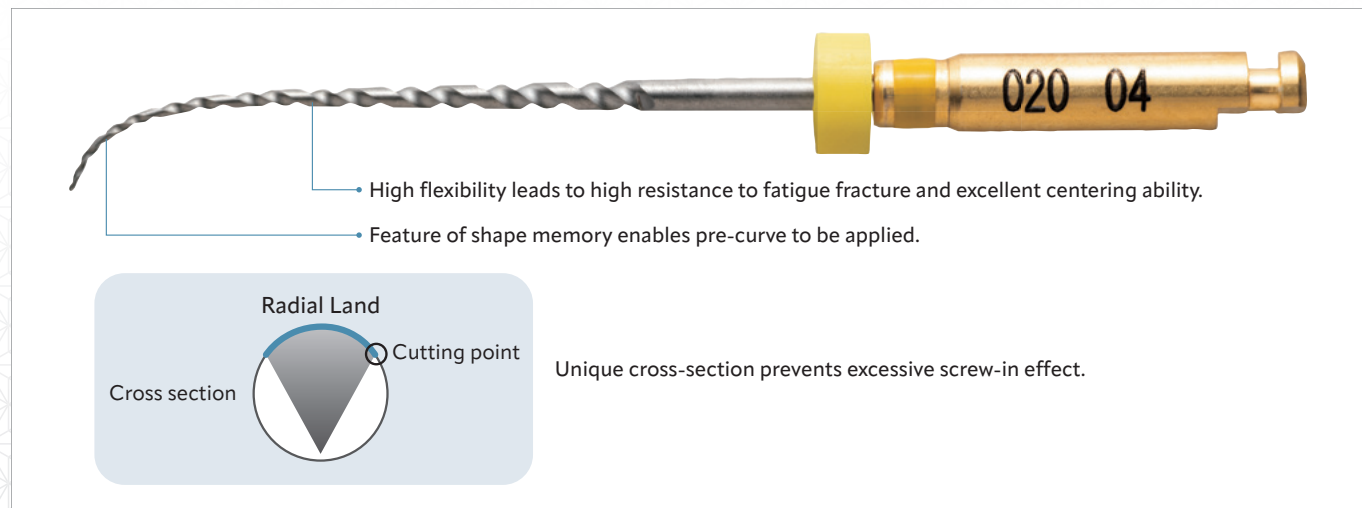 020 04
High flexibility leads to high resistance to fatigue fracture and excellent centering ability.
Feature of shape memory enables pre-curve to be applied.
Radial Land
Cutting point
Cross section
Unique cross-section prevents excessive screw-in effect.